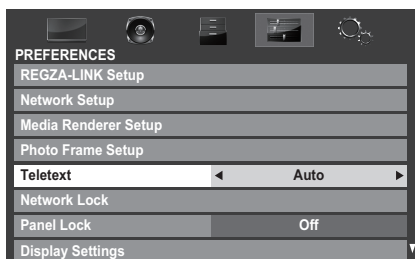 PREFERENCES
REGZA-LINK Setup
Network Setup
Media Renderer Setup
Photo Frame Setup
Teletext ◀ Auto ▶
Network Lock
Panel Lock Off
Display Settings